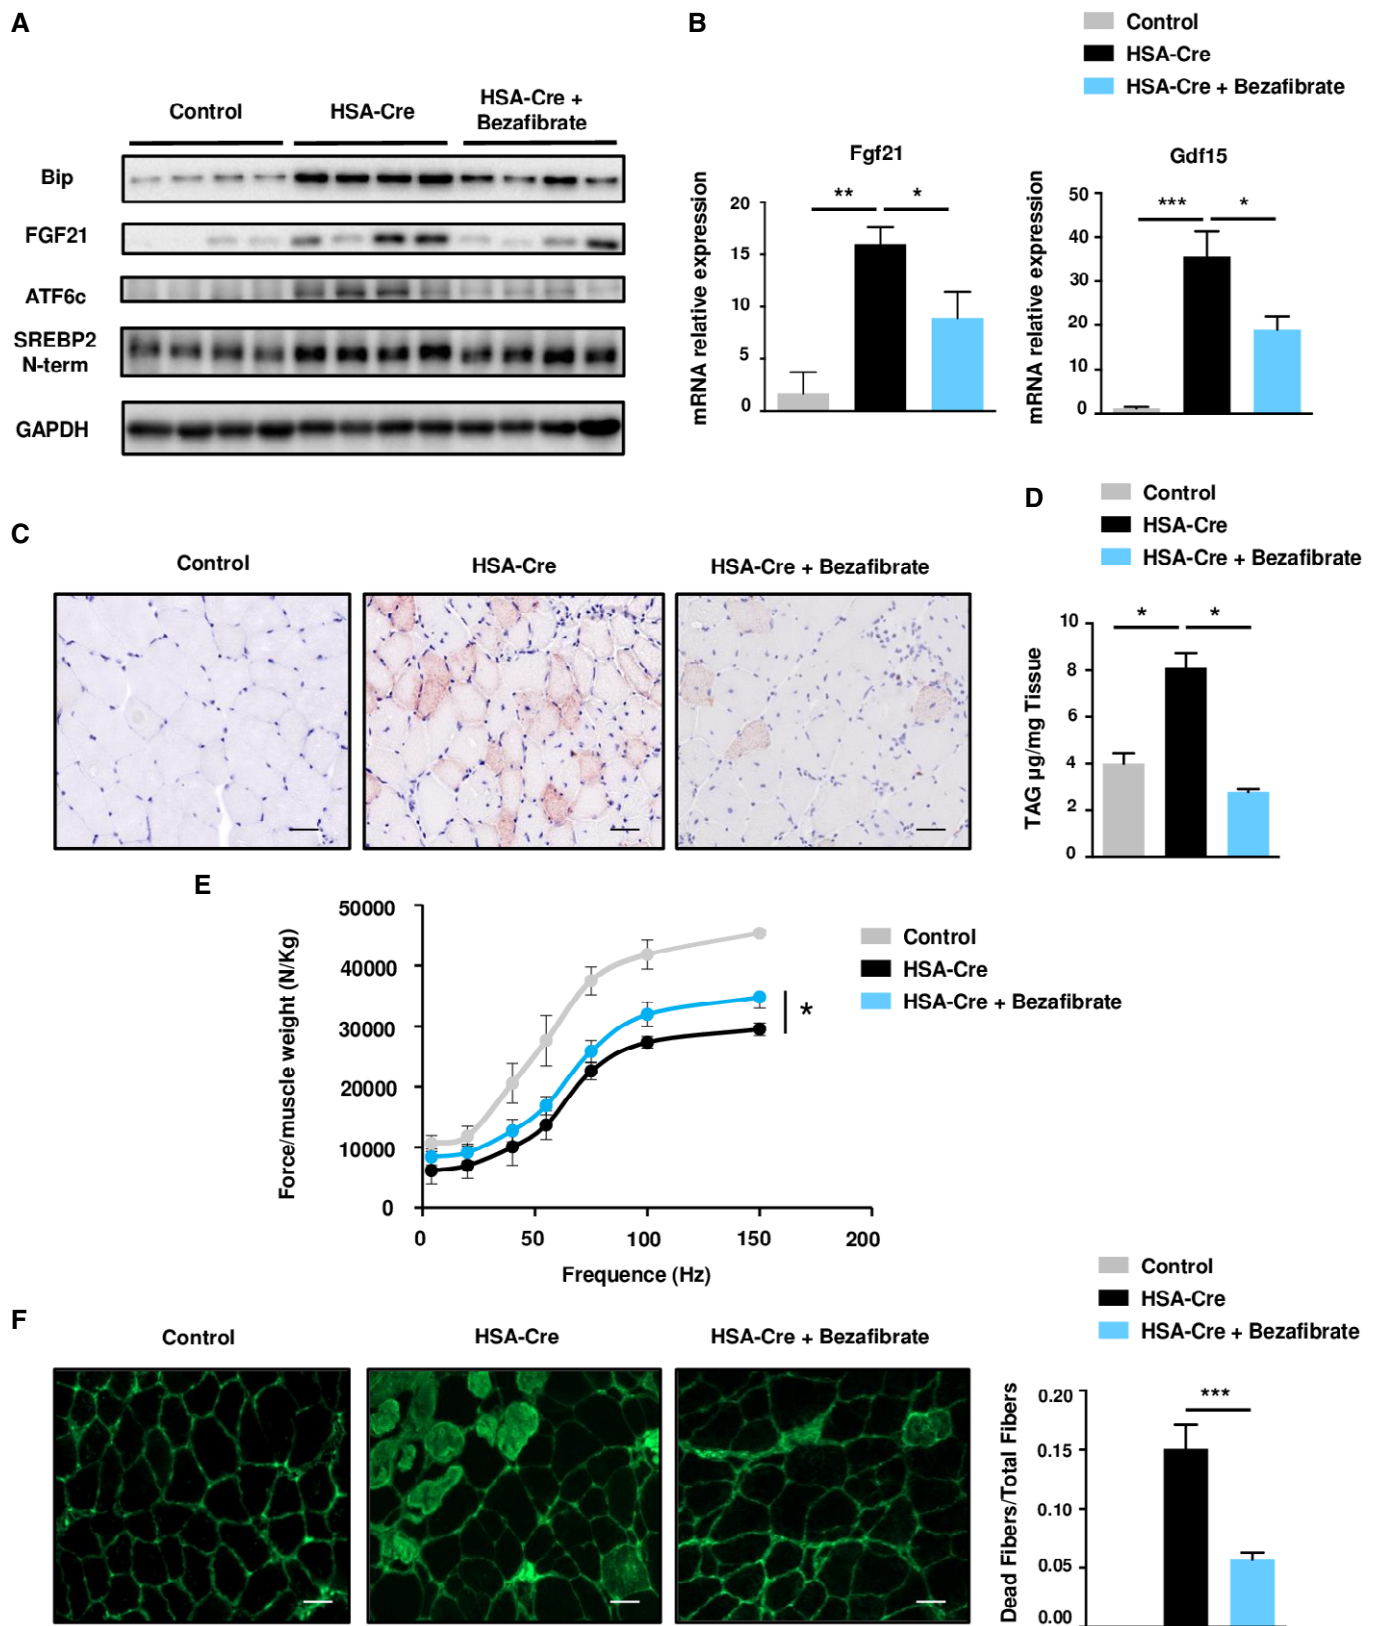 A
Control
HSA-Cre
HSA-Cre +
Bezafibrate
Bip
FGF21
ATF6c
SREBP2
N-term
GAPDH
B
Control
HSA-Cre
HSA-Cre + Bezafibrate
Fgf21
mRNA relative expression
20
15
10
5
0
**
*
Gdf15
mRNA relative expression
50
40
30
20
10
0
***
*
C
Control
HSA-Cre
HSA-Cre + Bezafibrate
D
Control
HSA-Cre
HSA-Cre + Bezafibrate
TAG µg/mg Tissue
10
8
6
4
2
0
*
*
E
Force/muscle weight (N/Kg)
50000
40000
30000
20000
10000
0
0
50
100
150
200
Frequence (Hz)
*
Control
HSA-Cre
HSA-Cre + Bezafibrate
F
Control
HSA-Cre
HSA-Cre + Bezafibrate
Control
HSA-Cre
HSA-Cre + Bezafibrate
Dead Fibers/Total Fibers
0.20
0.15
0.10
0.05
0.00
***